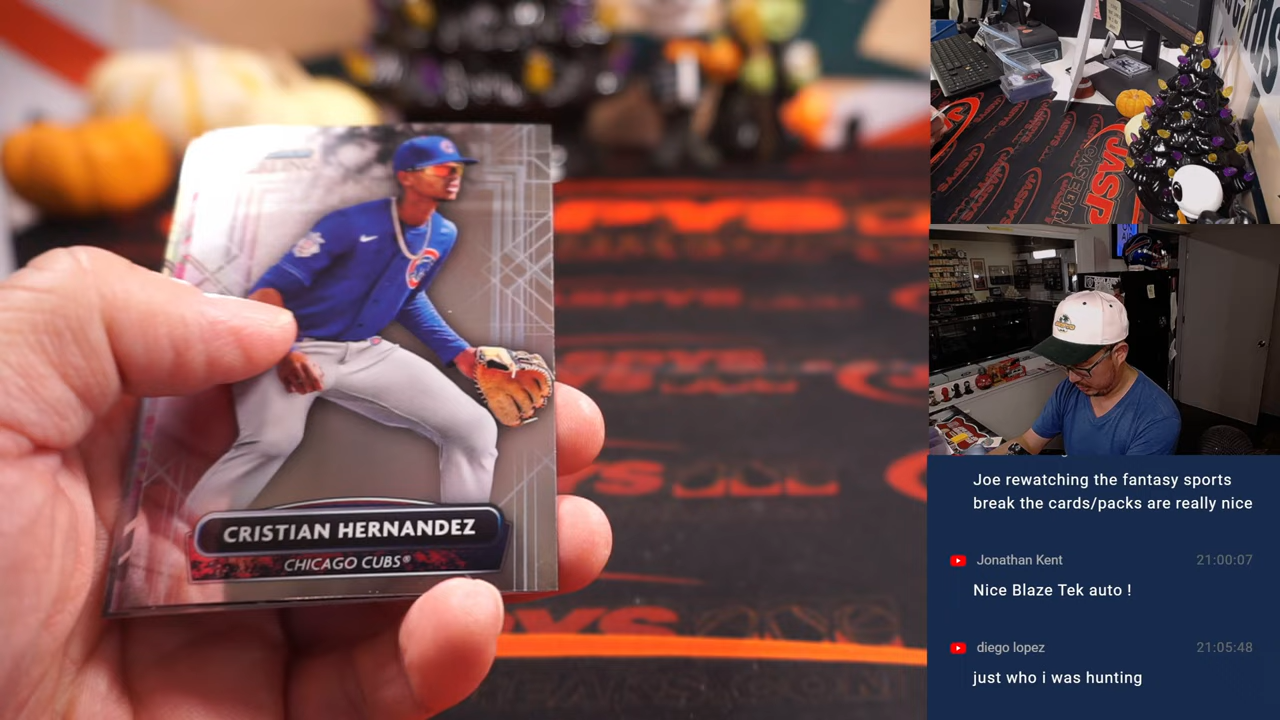 CRISTIAN HERNANDEZ
CHICAGO CUBS®
Joe rewatching the fantasy sports
break the cards/packs are really nice
Jonathan Kent 21:00:07
Nice Blaze Tek auto !
diego lopez 21:05:48
just who i was hunting
JASPYS